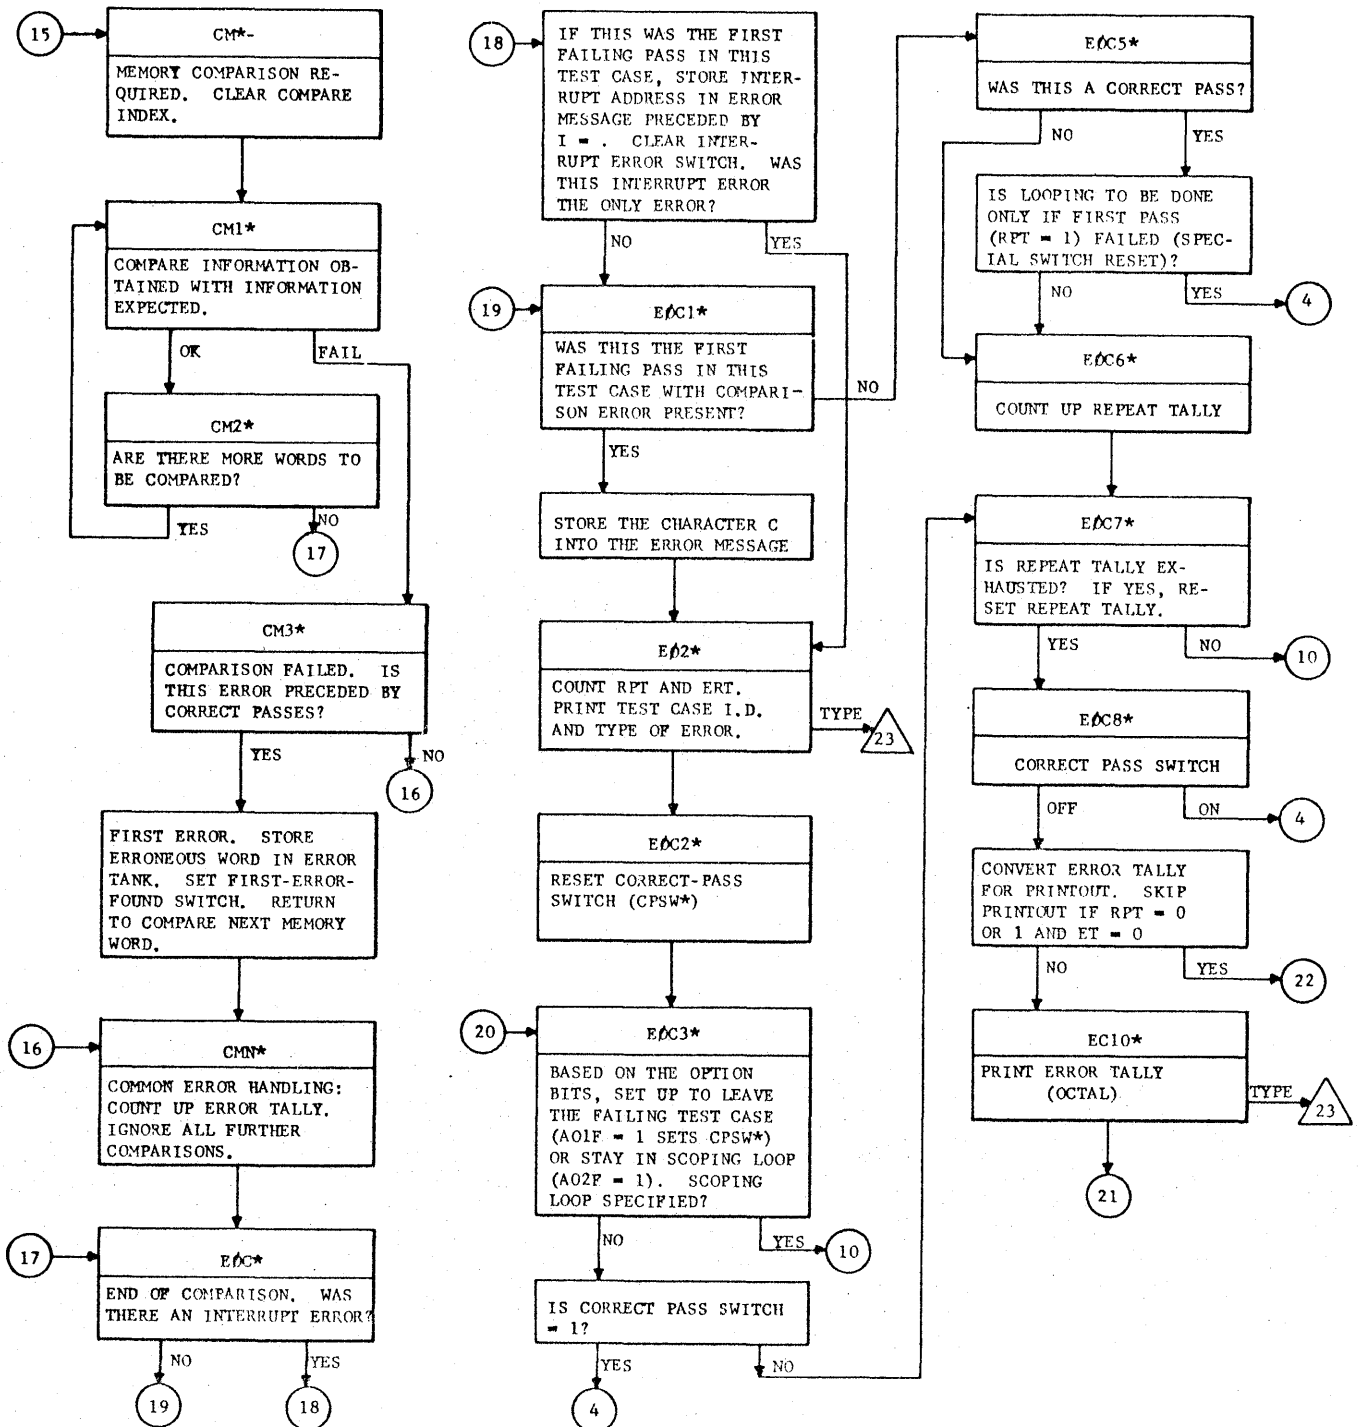 15
CM*-
MEMORY COMPARISON RE-
QUIRED. CLEAR COMPARE
INDEX.
CM1*
COMPARE INFORMATION OB-
TAINED WITH INFORMATION
EXPECTED.
OK
FAIL
CM2*
ARE THERE MORE WORDS TO
BE COMPARED?
YES
NO
17
CM3*
COMPARISON FAILED. IS
THIS ERROR PRECEDED BY
CORRECT PASSES?
YES
NO
16
FIRST ERROR. STORE
ERRONEOUS WORD IN ERROR
TANK. SET FIRST-ERROR-
FOUND SWITCH. RETURN
TO COMPARE NEXT MEMORY
WORD.
16
CMN*
COMMON ERROR HANDLING:
COUNT UP ERROR TALLY.
IGNORE ALL FURTHER
COMPARISONS.
17
EØC*
END OF COMPARISON. WAS
THERE AN INTERRUPT ERROR?
NO
YES
19
18
18
IF THIS WAS THE FIRST
FAILING PASS IN THIS
TEST CASE, STORE INTER-
RUPT ADDRESS IN ERROR
MESSAGE PRECEDED BY
I = . CLEAR INTER-
RUPT ERROR SWITCH. WAS
THIS INTERRUPT ERROR
THE ONLY ERROR?
NO
YES
19
EØC1*
WAS THIS THE FIRST
FAILING PASS IN THIS
TEST CASE WITH COMPARI-
SON ERROR PRESENT?
NO
YES
STORE THE CHARACTER C
INTO THE ERROR MESSAGE
EØ2*
COUNT RPT AND ERT.
PRINT TEST CASE I.D.
AND TYPE OF ERROR.
TYPE
23
EØC2*
RESET CORRECT-PASS
SWITCH (CPSW*)
20
EØC3*
BASED ON THE OPTION
BITS, SET UP TO LEAVE
THE FAILING TEST CASE
(A01F = 1 SETS CPSW*)
OR STAY IN SCOPING LOOP
(A02F = 1). SCOPING
LOOP SPECIFIED?
NO
YES
10
IS CORRECT PASS SWITCH
= 1?
YES
NO
4
EØC5*
WAS THIS A CORRECT PASS?
NO
YES
IS LOOPING TO BE DONE
ONLY IF FIRST PASS
(RPT = 1) FAILED (SPEC-
IAL SWITCH RESET)?
NO
YES
4
EØC6*
COUNT UP REPEAT TALLY
EØC7*
IS REPEAT TALLY EX-
HAUSTED? IF YES, RE-
SET REPEAT TALLY.
YES
NO
10
EØC8*
CORRECT PASS SWITCH
OFF
ON
4
CONVERT ERROR TALLY
FOR PRINTOUT. SKIP
PRINTOUT IF RPT = 0
OR 1 AND ET = 0
NO
YES
22
EC10*
PRINT ERROR TALLY
(OCTAL)
TYPE
23
21